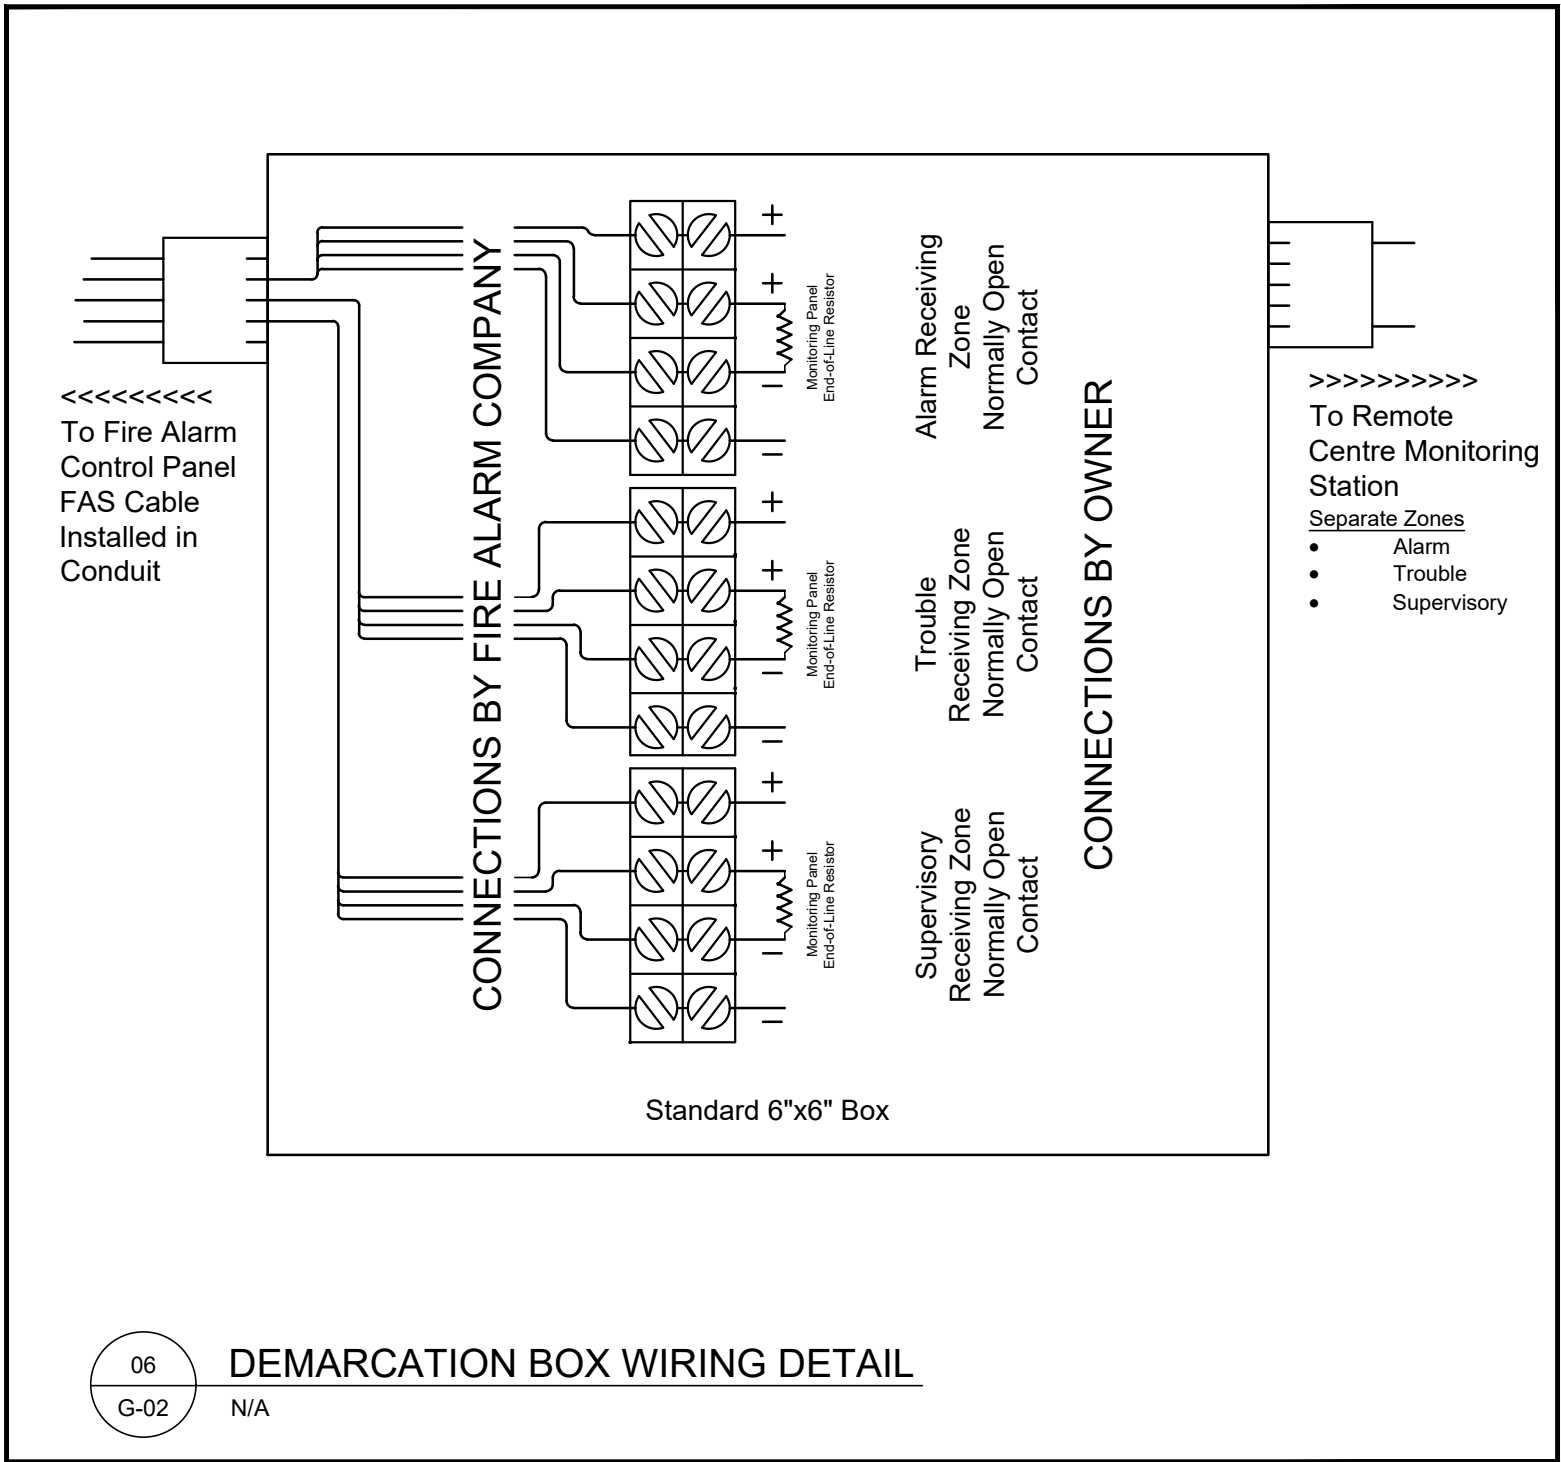 <<<<<<<<<
To Fire Alarm
Control Panel
FAS Cable
Installed in
Conduit
CONNECTIONS BY FIRE ALARM COMPANY
+
+
–
–
Monitoring Panel
End-of-Line Resistor
Alarm Receiving
Zone
Normally Open
Contact
+
+
–
–
Monitoring Panel
End-of-Line Resistor
Trouble
Receiving Zone
Normally Open
Contact
+
+
–
–
Monitoring Panel
End-of-Line Resistor
Supervisory
Receiving Zone
Normally Open
Contact
CONNECTIONS BY OWNER
>>>>>>>>>>
To Remote
Centre Monitoring
Station
Separate Zones
• Alarm
• Trouble
• Supervisory
Standard 6"x6" Box
06
DEMARCATION BOX WIRING DETAIL
G-02
N/A